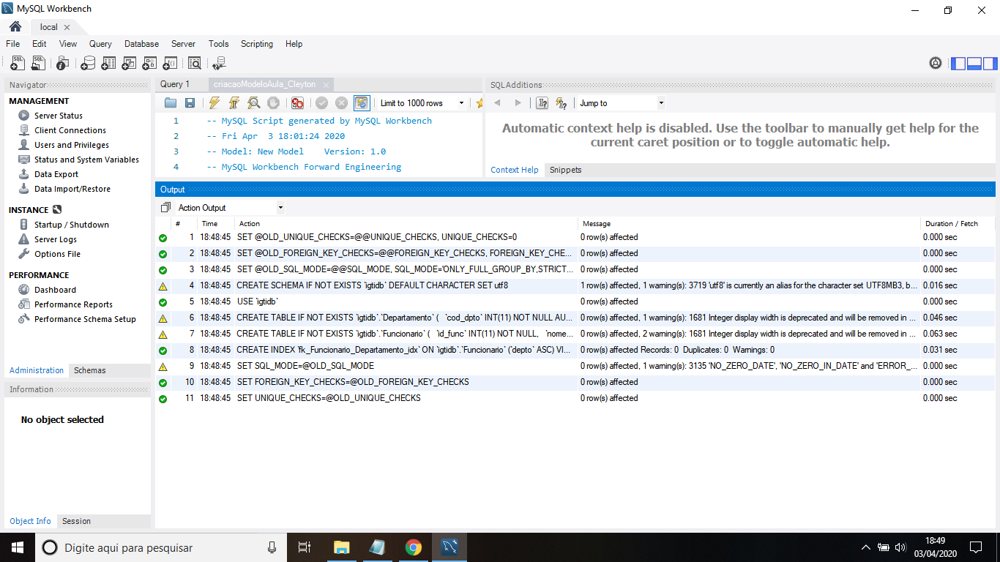 MySQL Workbench
local
File Edit View Query Database Server Tools Scripting Help
Navigator
MANAGEMENT
Server Status
Client Connections
Users and Privileges
Status and System Variables
Data Export
Data Import/Restore
INSTANCE
Startup / Shutdown
Server Logs
Options File
PERFORMANCE
Dashboard
Performance Reports
Performance Schema Setup
Administration Schemas
Information
No object selected
Object Info Session
Query 1 criacaoModeloAula_Cleyton
Limit to 1000 rows
1 -- MySQL Script generated by MySQL Workbench
2 -- Fri Apr  3 18:01:24 2020
3 -- Model: New Model    Version: 1.0
4 -- MySQL Workbench Forward Engineering
SQLAdditions
Jump to
Automatic context help is disabled. Use the toolbar to manually get help for the
current caret position or to toggle automatic help.
Context Help Snippets
Output
Action Output
# Time Action Message Duration / Fetch
1 18:48:45 SET @OLD_UNIQUE_CHECKS=@@UNIQUE_CHECKS, UNIQUE_CHECKS=0 0 row(s) affected 0.000 sec
2 18:48:45 SET @OLD_FOREIGN_KEY_CHECKS=@@FOREIGN_KEY_CHECKS, FOREIGN_KEY_CHE... 0 row(s) affected 0.000 sec
3 18:48:45 SET @OLD_SQL_MODE=@@SQL_MODE, SQL_MODE='ONLY_FULL_GROUP_BY,STRICT... 0 row(s) affected 0.000 sec
4 18:48:45 CREATE SCHEMA IF NOT EXISTS `igtidb` DEFAULT CHARACTER SET utf8 1 row(s) affected, 1 warning(s): 3719 'utf8' is currently an alias for the character set UTF8MB3, b... 0.016 sec
5 18:48:45 USE `igtidb` 0 row(s) affected 0.000 sec
6 18:48:45 CREATE TABLE IF NOT EXISTS `igtidb`.`Departamento` (   `cod_dpto` INT(11) NOT NULL AU... 0 row(s) affected, 1 warning(s): 1681 Integer display width is deprecated and will be removed in ... 0.046 sec
7 18:48:45 CREATE TABLE IF NOT EXISTS `igtidb`.`Funcionario` (   `id_func` INT(11) NOT NULL,   `nome... 0 row(s) affected, 2 warning(s): 1681 Integer display width is deprecated and will be removed in ... 0.063 sec
8 18:48:45 CREATE INDEX `fk_Funcionario_Departamento_idx` ON `igtidb`.`Funcionario` (`depto` ASC) VI... 0 row(s) affected Records: 0  Duplicates: 0  Warnings: 0 0.031 sec
9 18:48:45 SET SQL_MODE=@OLD_SQL_MODE 0 row(s) affected, 1 warning(s): 3135 'NO_ZERO_DATE', 'NO_ZERO_IN_DATE' and 'ERROR_... 0.000 sec
10 18:48:45 SET FOREIGN_KEY_CHECKS=@OLD_FOREIGN_KEY_CHECKS 0 row(s) affected 0.000 sec
11 18:48:45 SET UNIQUE_CHECKS=@OLD_UNIQUE_CHECKS 0 row(s) affected 0.000 sec
Digite aqui para pesquisar
18:49
03/04/2020